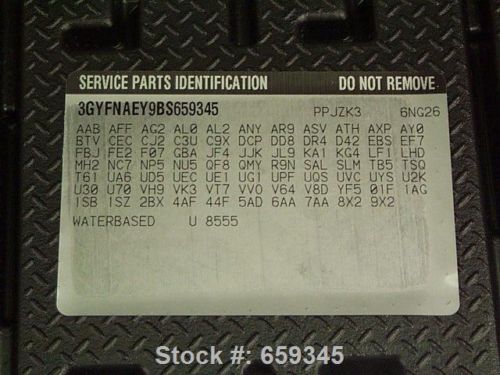 SERVICE PARTS IDENTIFICATION DO NOT REMOVE
3GYFNAEY9BS659345 PPJZK3 6NG26
AAB AFF AG2 AL0 AL2 ANY AR9 ASV ATH AXP AY0
BTV CEC CJ2 C3U C9X DCP DD8 DR4 D42 EBS EF7
FBJ FE2 F07 GBA JF4 JJK JL9 KA1 KG4 LF1 LHD
MH2 NC7 NP5 NU5 OF8 QMY R9N SAL SLM TB5 TSQ
T61 UA6 UD5 UEC UE1 UG1 UPF UQS UVC UYS U2K
U30 U70 VH9 VK3 VT7 VVO V64 V8D YF5 01F 1AG
1SB 1SZ 2BX 4AF 44F 5AD 6AA 7AA 8X2 9X2
WATERBASED U 8555
Stock #: 659345